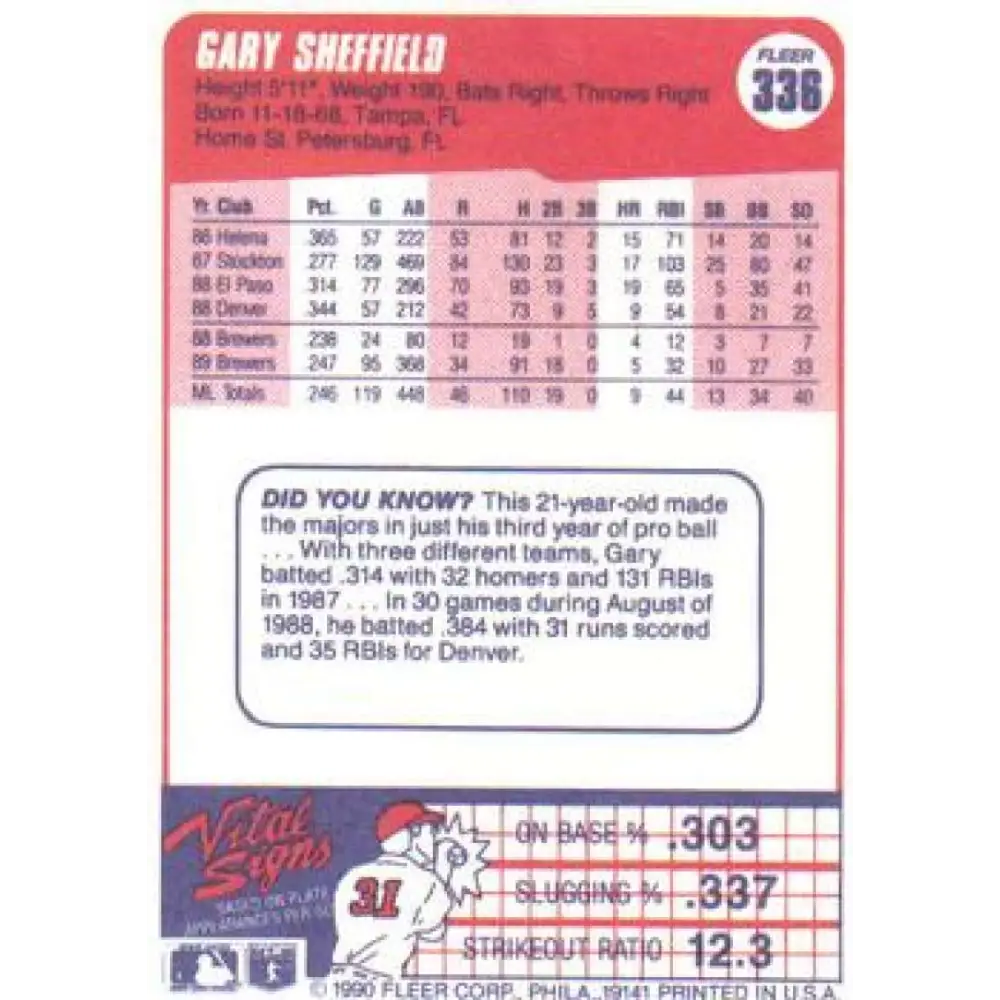 GARY SHEFFIELD
FLEER
336
Height 5'11", Weight 190, Bats Right, Throws Right
Born 11-18-68, Tampa, FL
Home St. Petersburg, FL
Yr. Club Pct. G AB R H 2B 3B HR RBI SB BB SO
86 Helena .365 57 222 53 81 12 2 15 71 14 20 14
87 Stockton .277 129 469 84 130 23 3 17 103 25 80 47
88 El Paso .314 77 296 70 93 19 3 19 65 5 35 41
88 Denver .344 57 212 42 73 9 5 9 54 8 21 22
88 Brewers .238 24 80 12 19 1 0 4 12 3 7 7
89 Brewers .247 95 368 34 91 18 0 5 32 10 27 33
ML Totals .246 119 448 46 110 19 0 9 44 13 34 40
DID YOU KNOW? This 21-year-old made
the majors in just his third year of pro ball
. . . With three different teams, Gary
batted .314 with 32 homers and 131 RBIs
in 1987 . . . In 30 games during August of
1988, he batted .384 with 31 runs scored
and 35 RBIs for Denver.
Vital
Signs
BASED ON PLATE
APPEARANCES PER SO
31
ON BASE % .303
SLUGGING % .337
STRIKEOUT RATIO 12.3
© 1990 FLEER CORP., PHILA., 19141 PRINTED IN U.S.A.